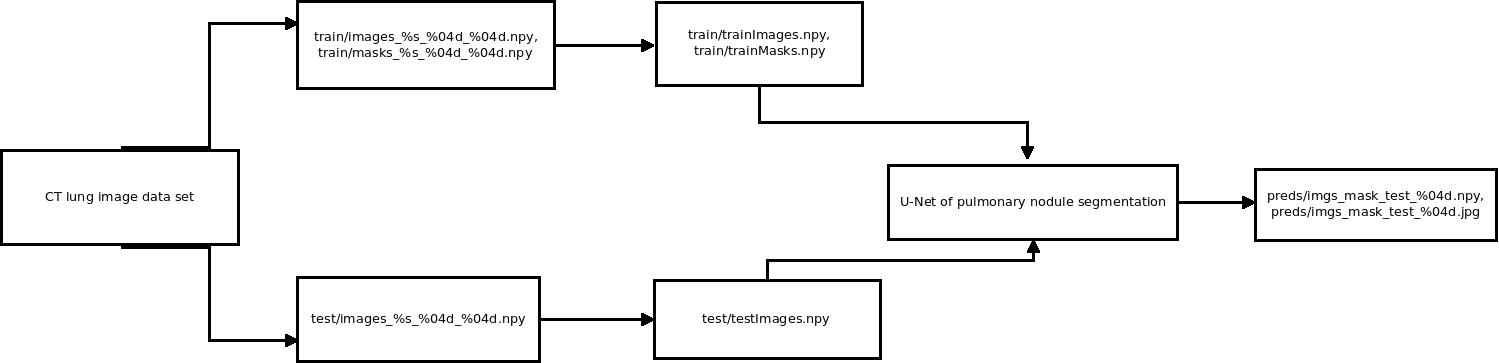 train/images_%s_%04d_%04d.npy,
train/masks_%s_%04d_%04d.npy
train/trainImages.npy,
train/trainMasks.npy
CT lung image data set
U-Net of pulmonary nodule segmentation
preds/imgs_mask_test_%04d.npy,
preds/imgs_mask_test_%04d.jpg
test/images_%s_%04d_%04d.npy
test/testImages.npy